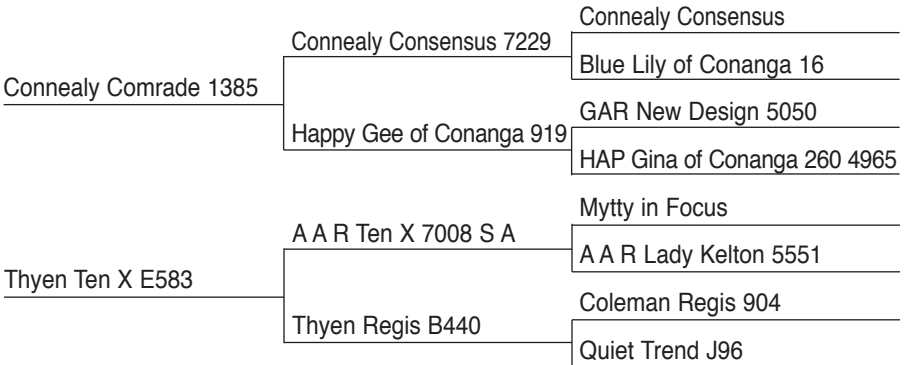 Connealy Consensus
Connealy Consensus 7229
Blue Lily of Conanga 16
Connealy Comrade 1385
GAR New Design 5050
Happy Gee of Conanga 919
HAP Gina of Conanga 260 4965
Mytty in Focus
A A R Ten X 7008 S A
A A R Lady Kelton 5551
Thyen Ten X E583
Coleman Regis 904
Thyen Regis B440
Quiet Trend J96